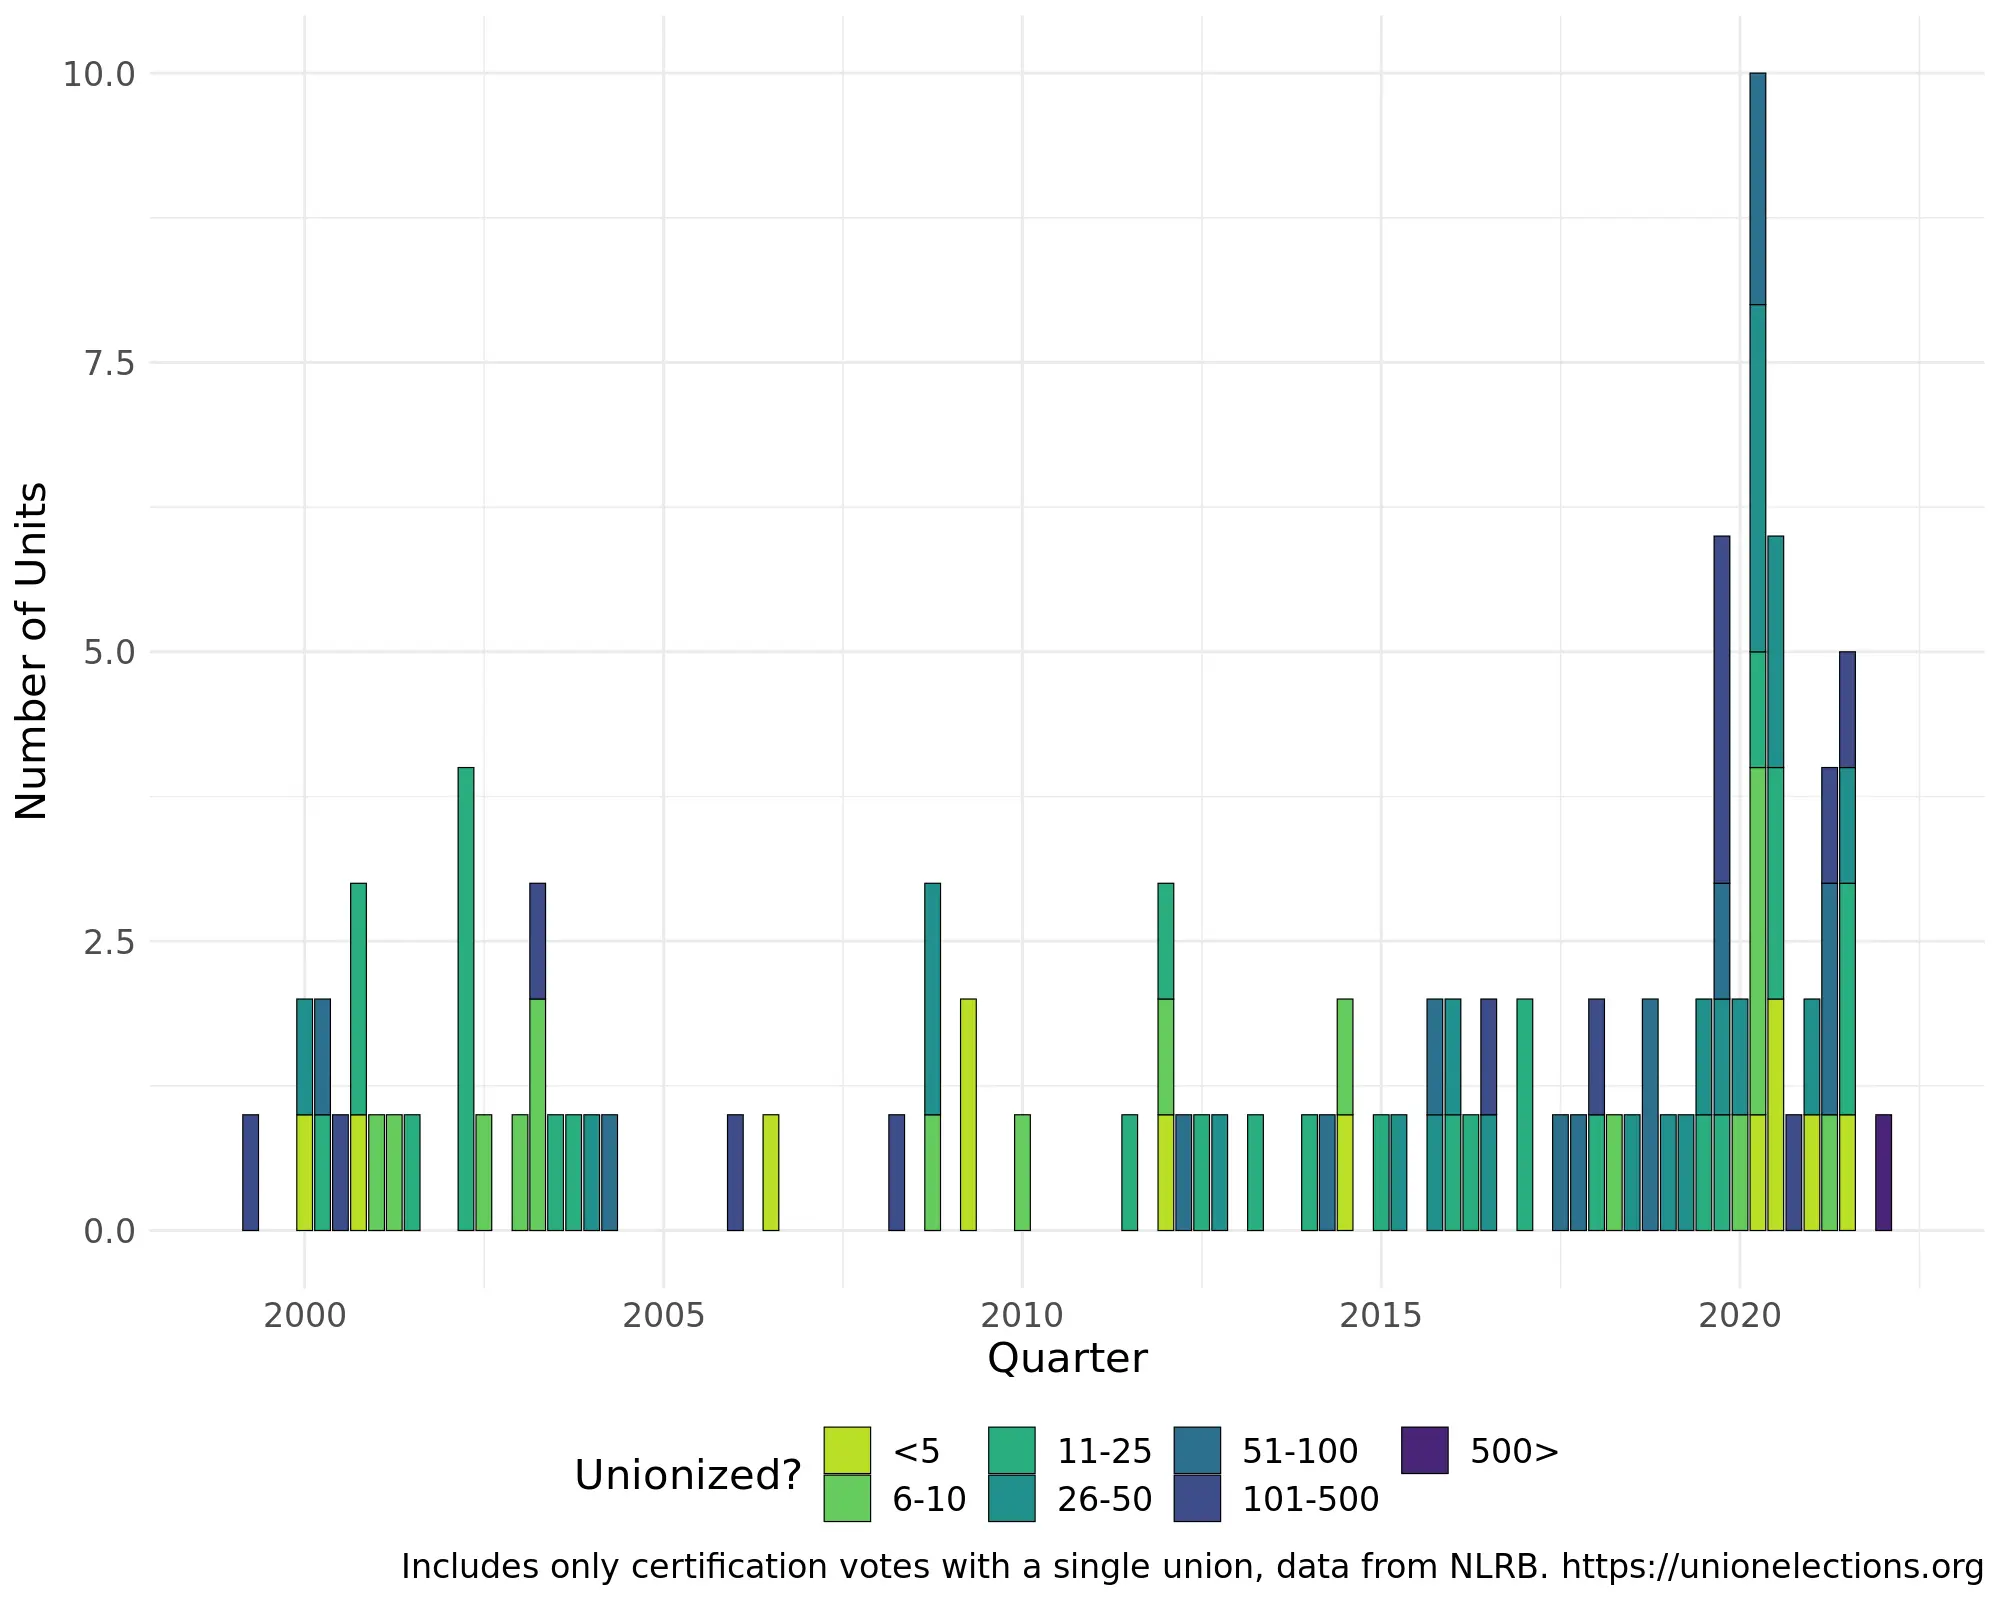 10.0
7.5
5.0
2.5
0.0
Number of Units
2000 2005 2010 2015 2020
Quarter
Unionized?
<5 11-25 51-100 500>
6-10 26-50 101-500
Includes only certification votes with a single union, data from NLRB. https://unionelections.org